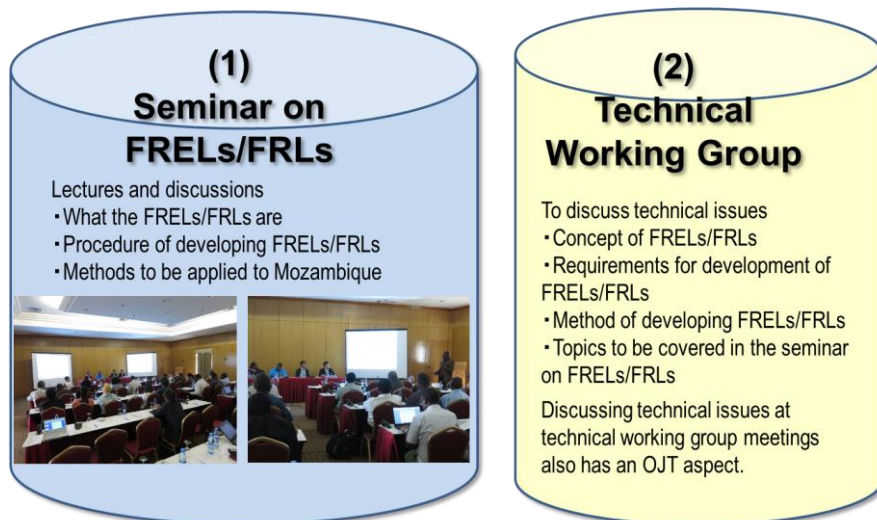 (1)
Seminar on
FRELs/FRLs
Lectures and discussions
・What the FRELs/FRLs are
・Procedure of developing FRELs/FRLs
・Methods to be applied to Mozambique
(2)
Technical
Working Group
To discuss technical issues
・Concept of FRELs/FRLs
・Requirements for development of
FRELs/FRLs
・Method of developing FRELs/FRLs
・Topics to be covered in the seminar
on FRELs/FRLs
Discussing technical issues at
technical working group meetings
also has an OJT aspect.